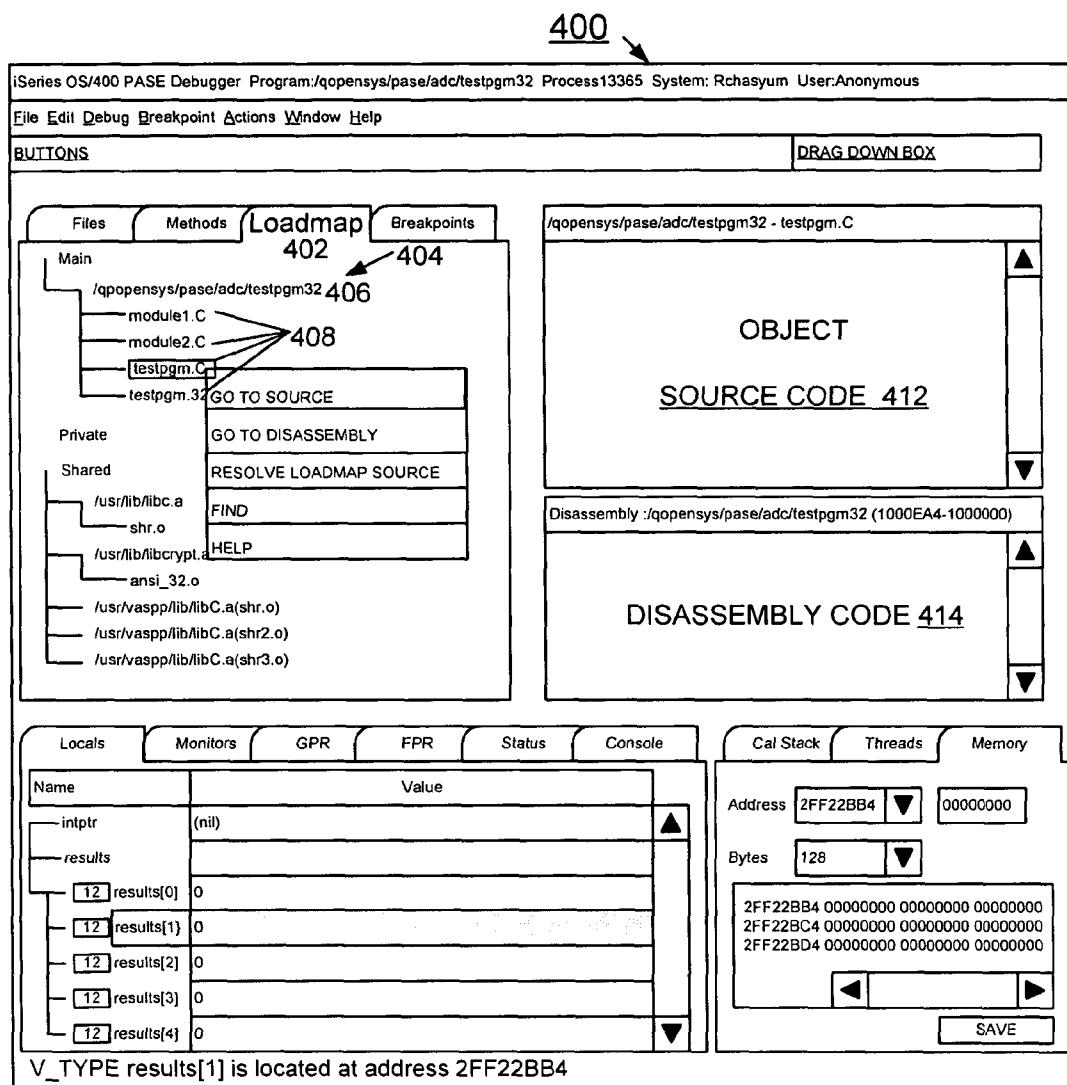 400
iSeries OS/400 PASE Debugger Program:/qopensys/pase/adc/testpgm32 Process13365 System: Rchasyum User:Anonymous
File Edit Debug Breakpoint Actions Window Help
BUTTONS
DRAG DOWN BOX
Files
Methods
Loadmap
402
Breakpoints
404
Main
/qpopensys/pase/adc/testpgm32
406
module1.C
module2.C
408
testpgm.C
testpgm.32
GO TO SOURCE
GO TO DISASSEMBLY
RESOLVE LOADMAP SOURCE
FIND
HELP
Private
Shared
/usr/lib/libc.a
shr.o
/usr/lib/libcrypt.a
ansi_32.o
/usr/vaspp/lib/libC.a(shr.o)
/usr/vaspp/lib/libC.a(shr2.o)
/usr/vaspp/lib/libC.a(shr3.o)
/qopensys/pase/adc/testpgm32 - testpgm.C
OBJECT
SOURCE CODE 412
Disassembly :/qopensys/pase/adc/testpgm32 (1000EA4-1000000)
DISASSEMBLY CODE 414
Locals
Monitors
GPR
FPR
Status
Console
Name
Value
intptr
(nil)
results
12 results[0] 0
12 results[1} 0
12 results[2] 0
12 results[3] 0
12 results[4] 0
Cal Stack
Threads
Memory
Address 2FF22BB4 00000000
Bytes 128
2FF22BB4 00000000 00000000 00000000
2FF22BC4 00000000 00000000 00000000
2FF22BD4 00000000 00000000 00000000
SAVE
V_TYPE results[1] is located at address 2FF22BB4